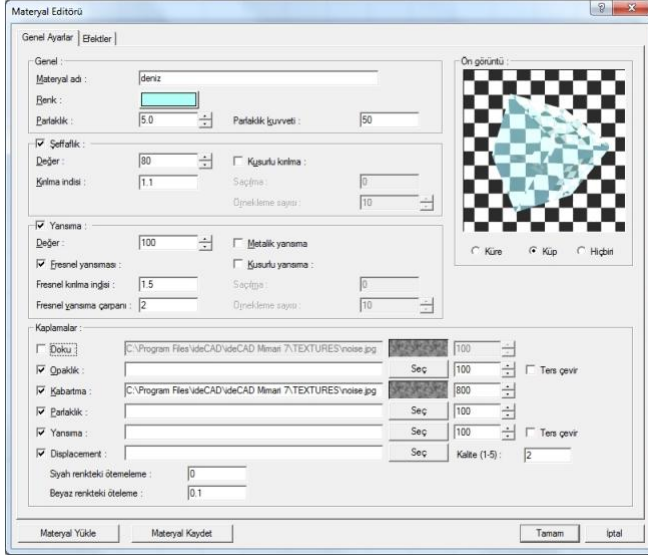 Materyal Editörü
Genel Ayarlar Efektler
Genel :
Materyal adı : deniz
Renk :
Parlaklık : 5.0 Parlaklık kuvveti : 50
Şeffaflık :
Değer : 80 Kusurlu kırılma :
Kırılma indisi : 1.1 Saçılma : 0
Örnekleme sayısı : 10
Yansıma :
Değer : 100 Metalik yansıma
Fresnel yansıması : Kusurlu yansıma :
Fresnel kırılma indisi : 1.5 Saçılma : 0
Fresnel yansıma çarpanı : 2 Örnekleme sayısı : 10
Ön görüntü :
Küre Küp Hiçbiri
Kaplamalar :
Doku : C:\Program Files\ideCAD\ideCAD Mimari 7\TEXTURES\noise.jpg 100
Opaklık : Seç 100 Ters çevir
Kabartma : C:\Program Files\ideCAD\ideCAD Mimari 7\TEXTURES\noise.jpg 800
Parlaklık : Seç 100
Yansıma : Seç 100 Ters çevir
Displacement : Seç Kalite (1-5) : 2
Siyah renkteki ötemeleme : 0
Beyaz renkteki öteleme : 0.1
Materyal Yükle Materyal Kaydet Tamam İptal